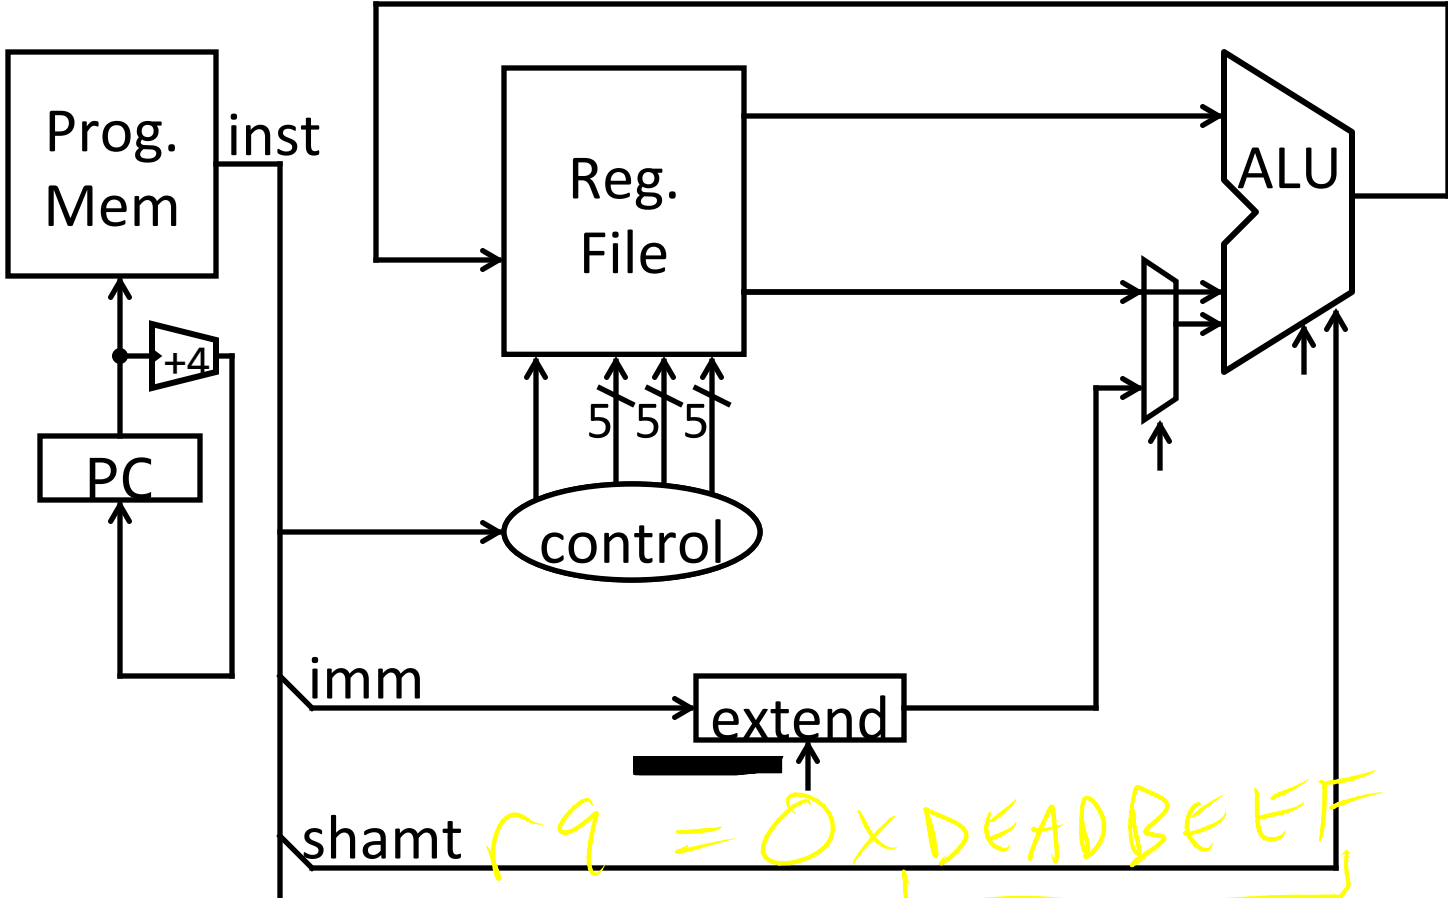 Prog.
Mem
inst
Reg.
File
ALU
+4
5 5 5
PC
control
imm
extend
shamt
r9 = 0xDEADBEEF